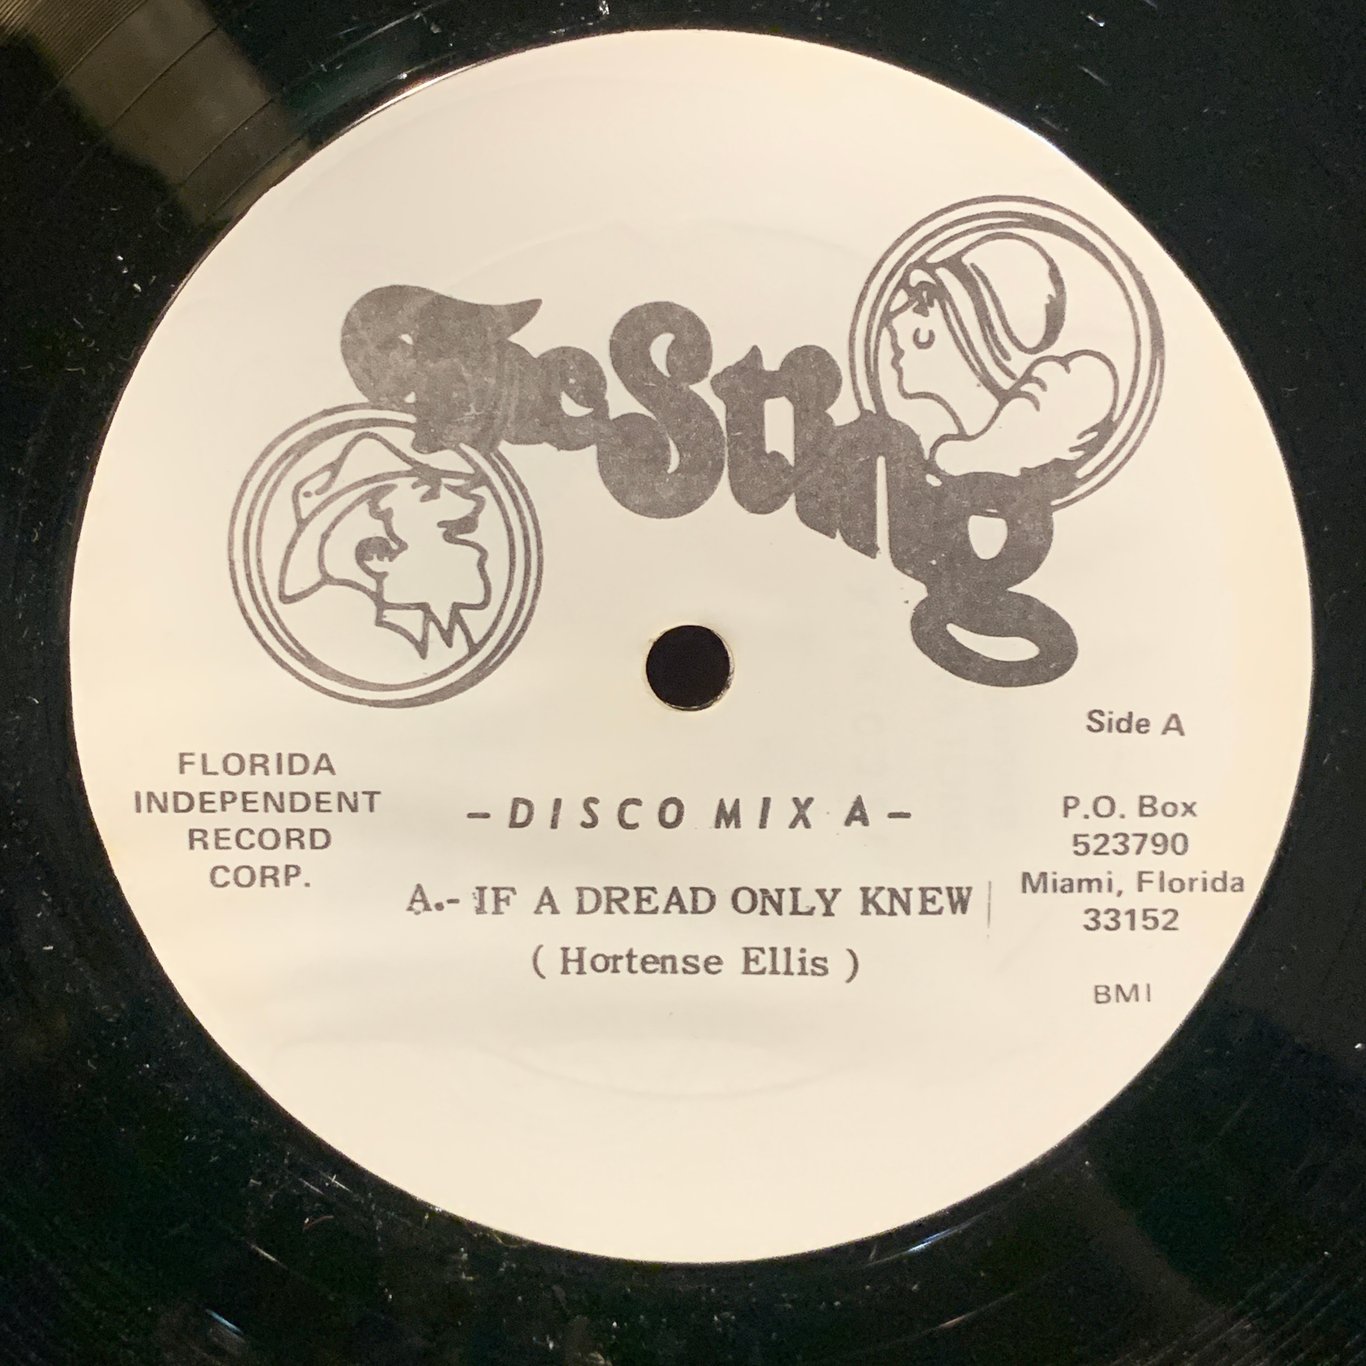 The Sting
Side A
FLORIDA
INDEPENDENT
RECORD
CORP.
-DISCO MIX A-
A.- IF A DREAD ONLY KNEW
( Hortense Ellis )
P.O. Box
523790
Miami, Florida
33152
BMI